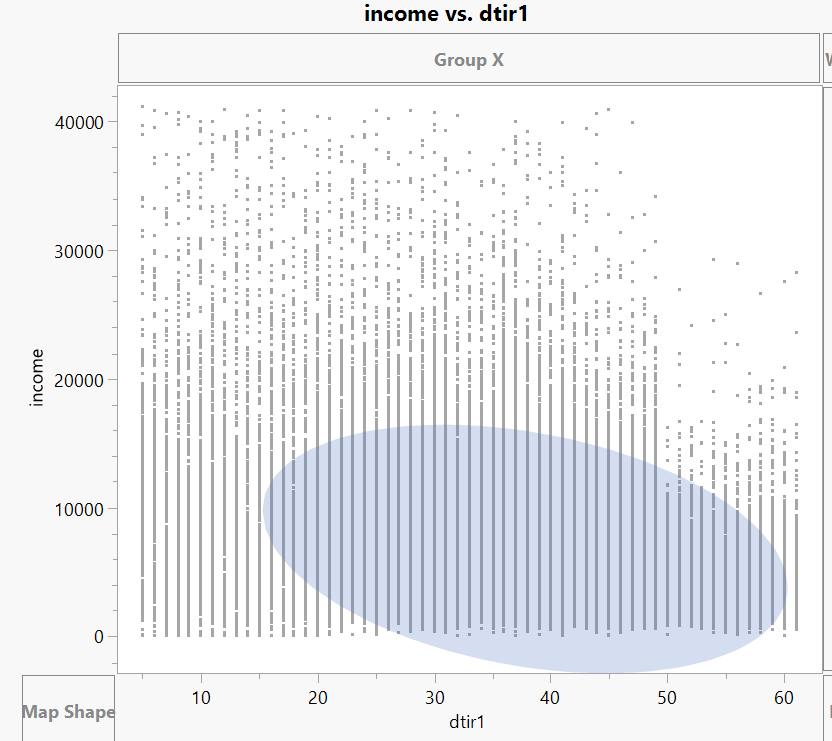 income vs. dtir1
Group X
40000
30000
20000
10000
0
income
10 20 30 40 50 60
dtir1
Map Shape